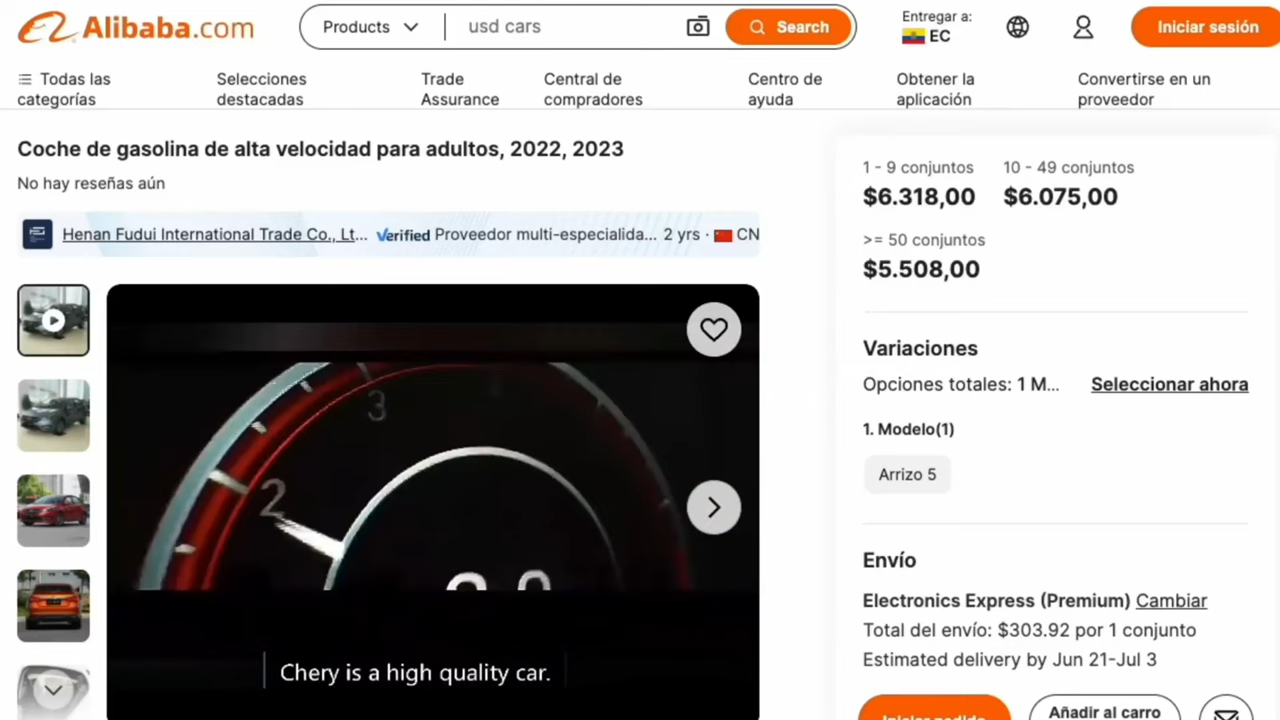 Alibaba.com
Products
usd cars
Search
Entregar a:
EC
Iniciar sesión
Todas las categorías
Selecciones destacadas
Trade Assurance
Central de compradores
Centro de ayuda
Obtener la aplicación
Convertirse en un proveedor
Coche de gasolina de alta velocidad para adultos, 2022, 2023
No hay reseñas aún
Henan Fudui International Trade Co., Lt... Verified Proveedor multi-especialida... 2 yrs · CN
3
2
Chery is a high quality car.
1 - 9 conjuntos
$6.318,00
10 - 49 conjuntos
$6.075,00
>= 50 conjuntos
$5.508,00
Variaciones
Opciones totales: 1 M... Seleccionar ahora
1. Modelo(1)
Arrizo 5
Envío
Electronics Express (Premium) Cambiar
Total del envío: $303.92 por 1 conjunto
Estimated delivery by Jun 21-Jul 3
Iniciar pedido
Añadir al carro